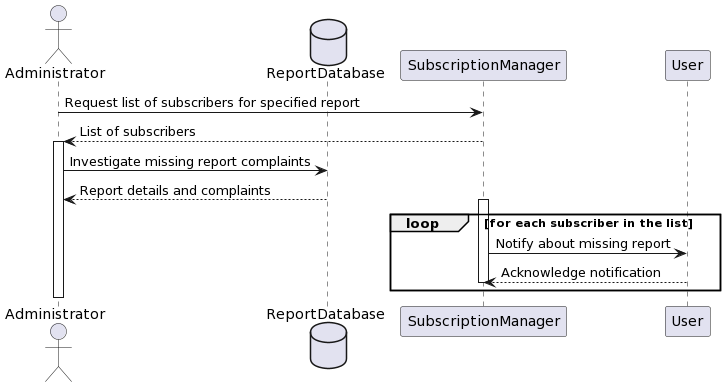 Administrator
ReportDatabase
SubscriptionManager
User
Request list of subscribers for specified report
List of subscribers
Investigate missing report complaints
Report details and complaints
loop
[for each subscriber in the list]
Notify about missing report
Acknowledge notification
Administrator
ReportDatabase
SubscriptionManager
User